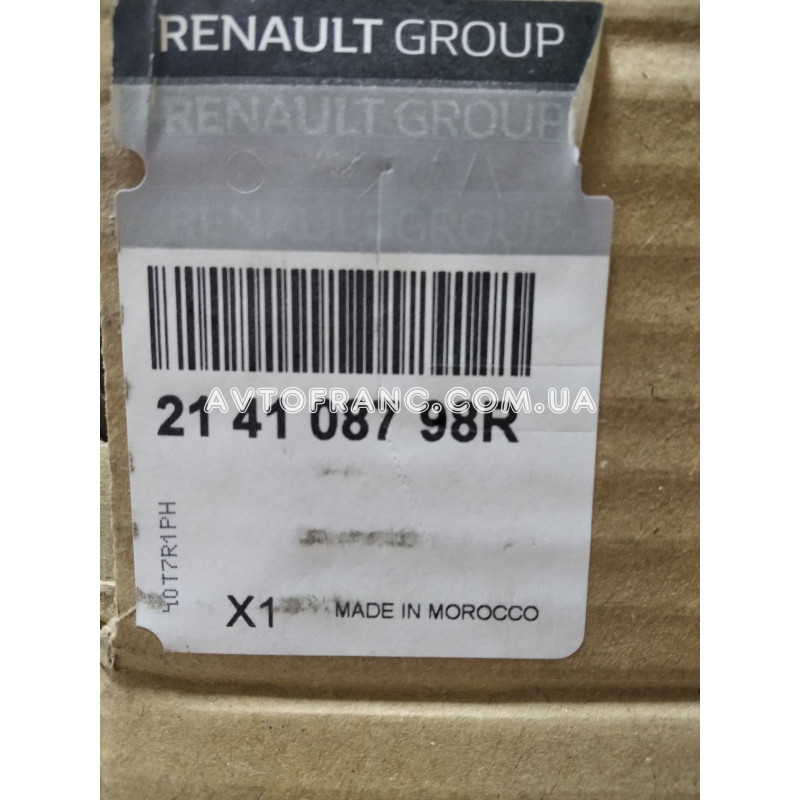 RENAULT GROUP
RENAULT GROUP
RENAULT GROUP
AVTOFRANC.COM.UA
21 41 087 98R
40T7R1PH
X1 MADE IN MOROCCO